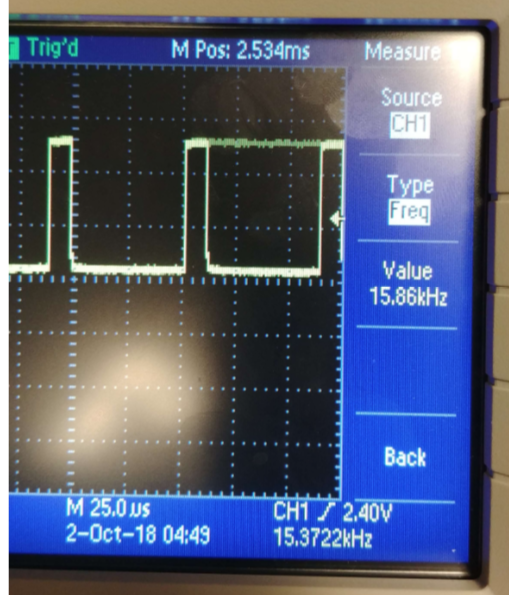 Trig'd M Pos: 2.534ms Measure
Source
CH1
Type
Freq
Value
15.86kHz
Back
M 25.0us CH1 2.40V
2-Oct-18 04:49 15.3722kHz